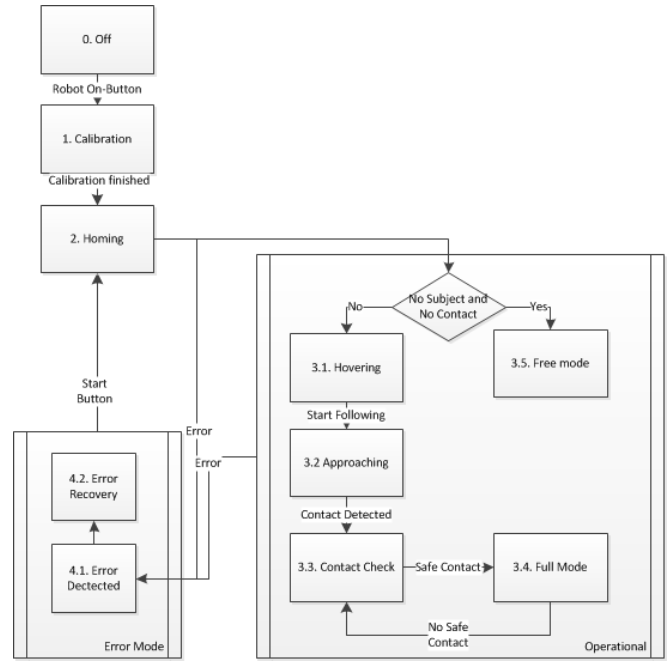 0. Off
Robot On-Button
1. Calibration
Calibration finished
2. Homing
No Subject and
No Contact
No
Yes
3.1. Hovering
3.5. Free mode
Start
Button
Start Following
Error
Error
3.2 Approaching
4.2. Error
Recovery
Contact Detected
4.1. Error
Dectected
3.3. Contact Check
Safe Contact
3.4. Full Mode
No Safe
Contact
Error Mode
Operational